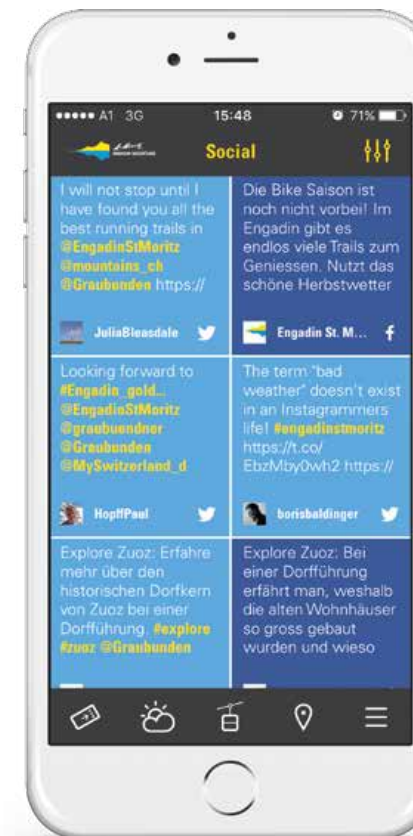 A1 3G 15:48 71%
Social
I will not stop until I
have found you all the
best running trails in
@EngadinStMoritz
@mountains_ch
@Graubunden https://
JuliaBleasdale
Die Bike Saison ist
noch nicht vorbei! Im
Engadin gibt es
endlos viele Trails zum
Geniessen. Nutzt das
schöne Herbstwetter
Engadin St. M...
Looking forward to
#Engadin_gold...
@EngadinStMoritz
@graubuendner
@Graubunden
@MySwitzerland_d
HopffPaul
The term "bad
weather" doesn't exist
in an Instagrammers
life! #engadinstmoritz
https://t.co/
EbzMby0wh2 https://
borisbaldinger
Explore Zuoz: Erfahre
mehr über den
historischen Dorfkern
von Zuoz bei einer
Dorfführung. #explore
#zuoz @Graubunden
Explore Zuoz: Bei
einer Dorfführung
erfährt man, weshalb
die alten Wohnhäuser
so gross gebaut
wurden und wieso